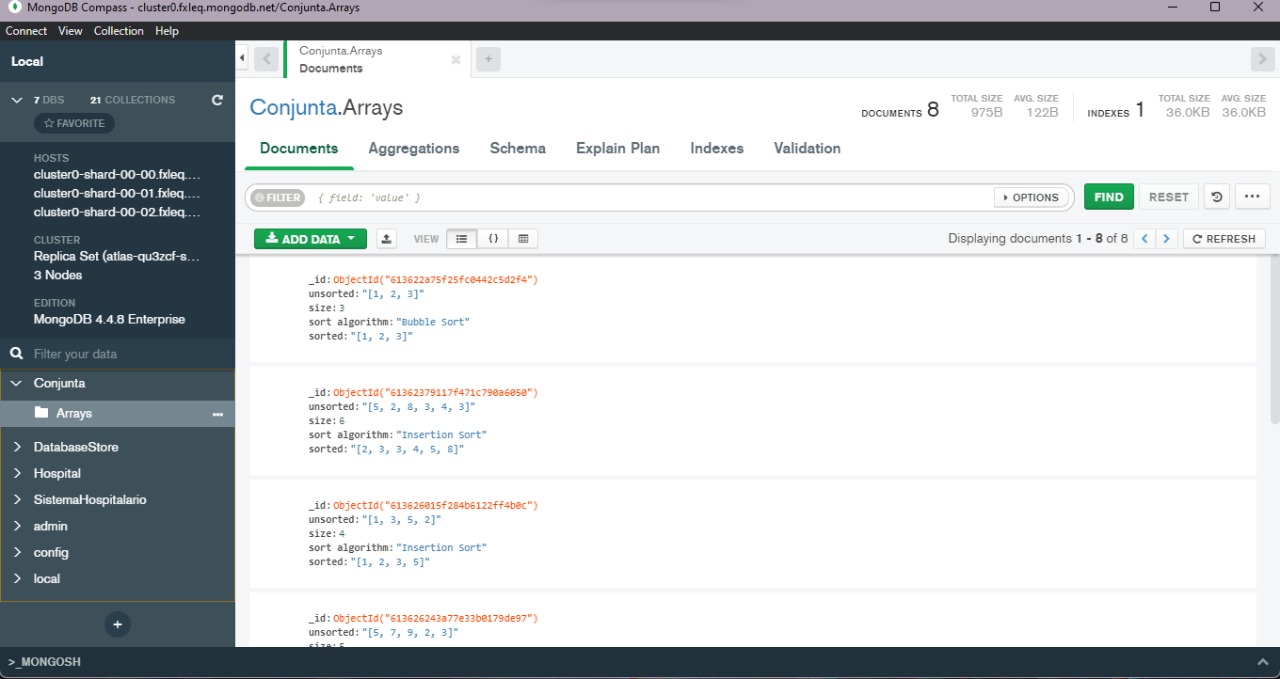 MongoDB Compass - cluster0.fxleq.mongodb.net/Conjunta.Arrays
Connect View Collection Help
Local
7 DBS 21 COLLECTIONS
FAVORITE
HOSTS
cluster0-shard-00-00.fxleq....
cluster0-shard-00-01.fxleq....
cluster0-shard-00-02.fxleq....
CLUSTER
Replica Set (atlas-qu3zcf-s...
3 Nodes
EDITION
MongoDB 4.4.8 Enterprise
Filter your data
Conjunta
Arrays
DatabaseStore
Hospital
SistemaHospitalario
admin
config
local
>_MONGOSH
Conjunta.Arrays
Documents
Conjunta.Arrays
DOCUMENTS 8 TOTAL SIZE 975B AVG. SIZE 122B INDEXES 1 TOTAL SIZE 36.0KB AVG. SIZE 36.0KB
Documents Aggregations Schema Explain Plan Indexes Validation
FILTER { field: 'value' } OPTIONS FIND RESET
ADD DATA VIEW {} Displaying documents 1 - 8 of 8 REFRESH
_id: ObjectId("613622a75f25fc0442c5d2f4")
unsorted: "[1, 2, 3]"
size: 3
sort algorithm: "Bubble Sort"
sorted: "[1, 2, 3]"
_id: ObjectId("61362379117f471c790a6050")
unsorted: "[5, 2, 8, 3, 4, 3]"
size: 6
sort algorithm: "Insertion Sort"
sorted: "[2, 3, 3, 4, 5, 8]"
_id: ObjectId("613626015f284b6122ff4b0c")
unsorted: "[1, 3, 5, 2]"
size: 4
sort algorithm: "Insertion Sort"
sorted: "[1, 2, 3, 5]"
_id: ObjectId("613626243a77e33b0179de97")
unsorted: "[5, 7, 9, 2, 3]"
size: 5